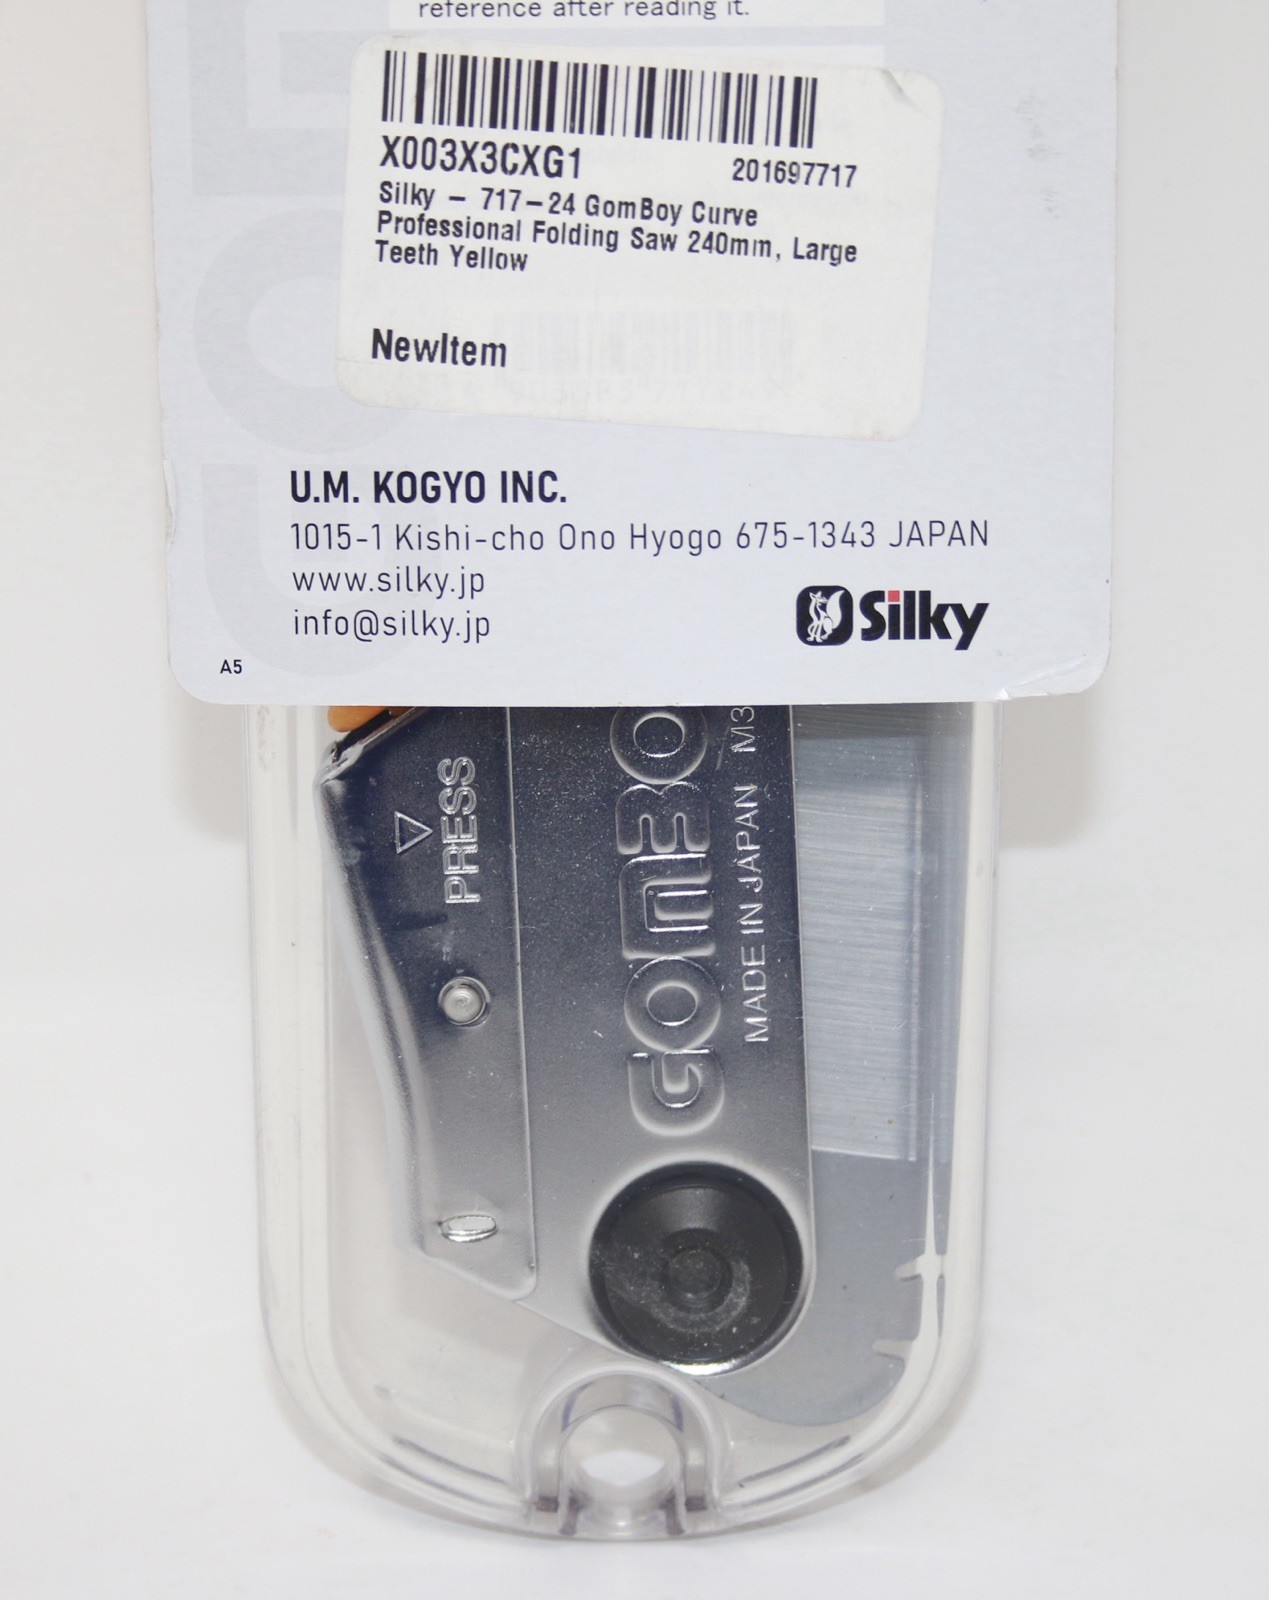 reference after reading it.
X003X3CXG1 201697717
Silky – 717–24 GomBoy Curve
Professional Folding Saw 240mm, Large
Teeth Yellow
NewItem
U.M. KOGYO INC.
1015-1 Kishi-cho Ono Hyogo 675-1343 JAPAN
www.silky.jp
info@silky.jp
Silky
A5
PRESS
GOMBO
MADE IN JAPAN M3